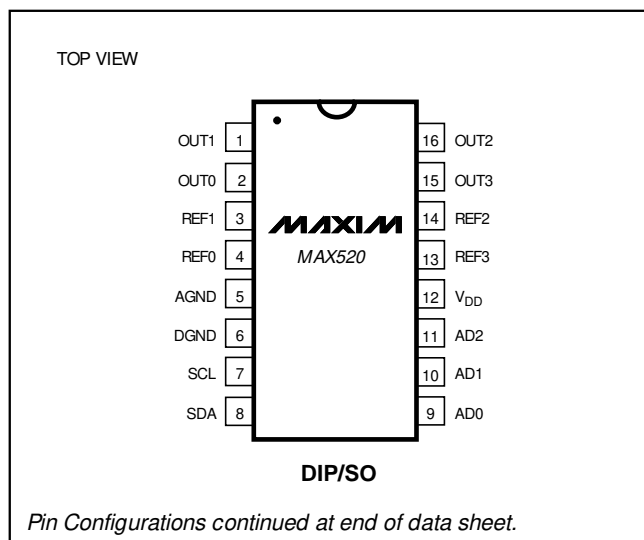 TOP VIEW
OUT1 1 16 OUT2
OUT0 2 15 OUT3
REF1 3 14 REF2
MAXIM
REF0 4 MAX520 13 REF3
AGND 5 12 VDD
DGND 6 11 AD2
SCL 7 10 AD1
SDA 8 9 AD0
DIP/SO
Pin Configurations continued at end of data sheet.